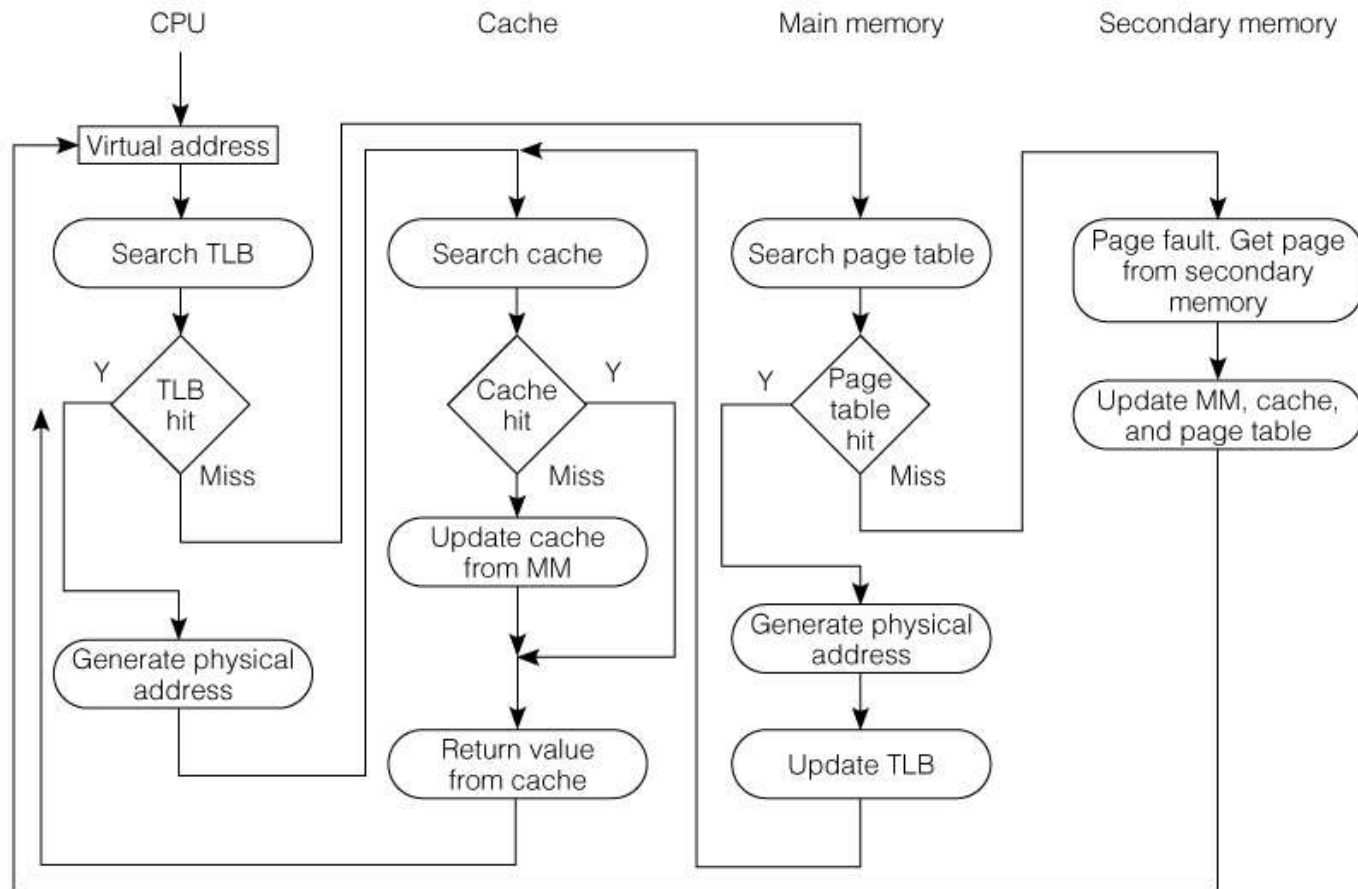 CPU
Cache
Main memory
Secondary memory
Virtual address
Search TLB
Search cache
Search page table
Page fault. Get page
from secondary
memory
Y
TLB
hit
Miss
Cache
hit
Y
Miss
Y
Page
table
hit
Miss
Update MM, cache,
and page table
Update cache
from MM
Generate physical
address
Generate physical
address
Return value
from cache
Update TLB